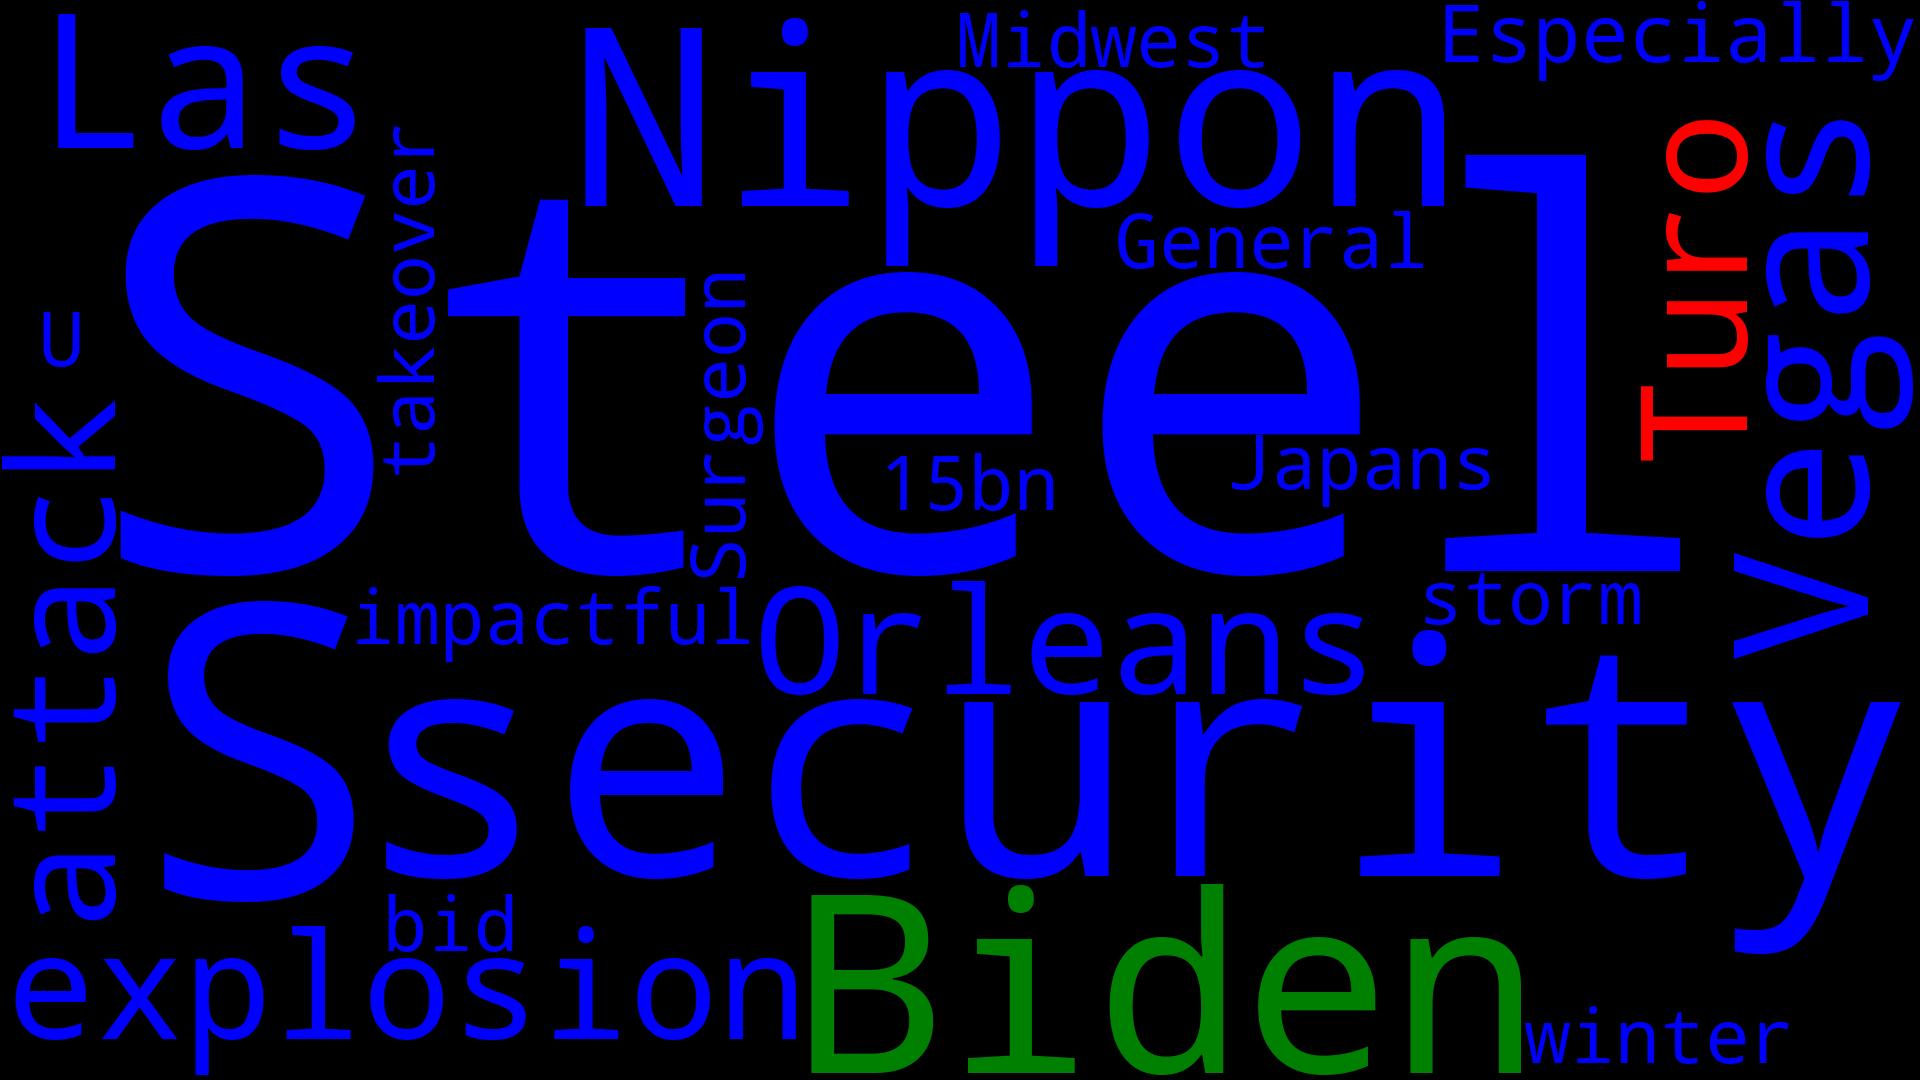 Las
Nippon
Midwest
Especially
takeover
General
Turo
Vegas
U
Steel
Surgeon
15bn
Japans
attack
impactful
Orleans
storm
S
security
bid
explosion
Biden
winter